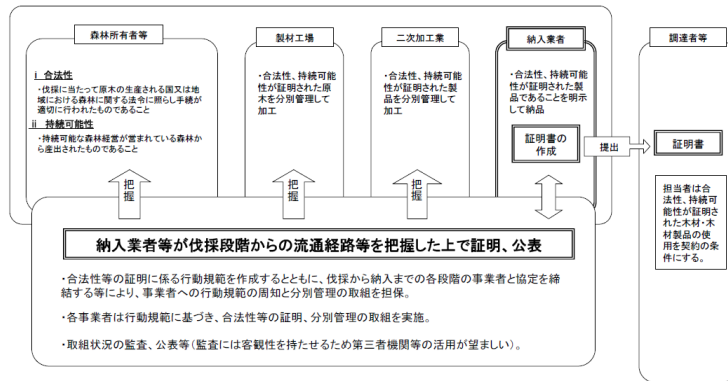 森林所有者等
ⅰ 合法性
・伐採に当たって原木の生産される国又は地
域における森林に関する法令に照らし手続が
適切に行われたものであること
ⅱ 持続可能性
・持続可能な森林経営が営まれている森林か
ら産出されたものであること
製材工場
・合法性、持続可能
性が証明された原
木を分別管理して
加工
二次加工業
・合法性、持続可能
性が証明された製
品を分別管理して
加工
納入業者
・合法性、持続可能
性が証明された製
品であることを明示
して納品
証明書の
作成
提出
調達者等
証明書
担当者は合
法性、持続可
能性が証明さ
れた木材・木
材製品の使
用を契約の条
件にする。
把握
把握
把握
納入業者等が伐採段階からの流通経路等を把握した上で証明、公表
・合法性等の証明に係る行動規範を作成するとともに、伐採から納入までの各段階の事業者と協定を締
結する等により、事業者への行動規範の周知と分別管理の取組を担保。
・各事業者は行動規範に基づき、合法性等の証明、分別管理の取組を実施。
・取組状況の監査、公表等(監査には客観性を持たせるため第三者機関等の活用が望ましい)。